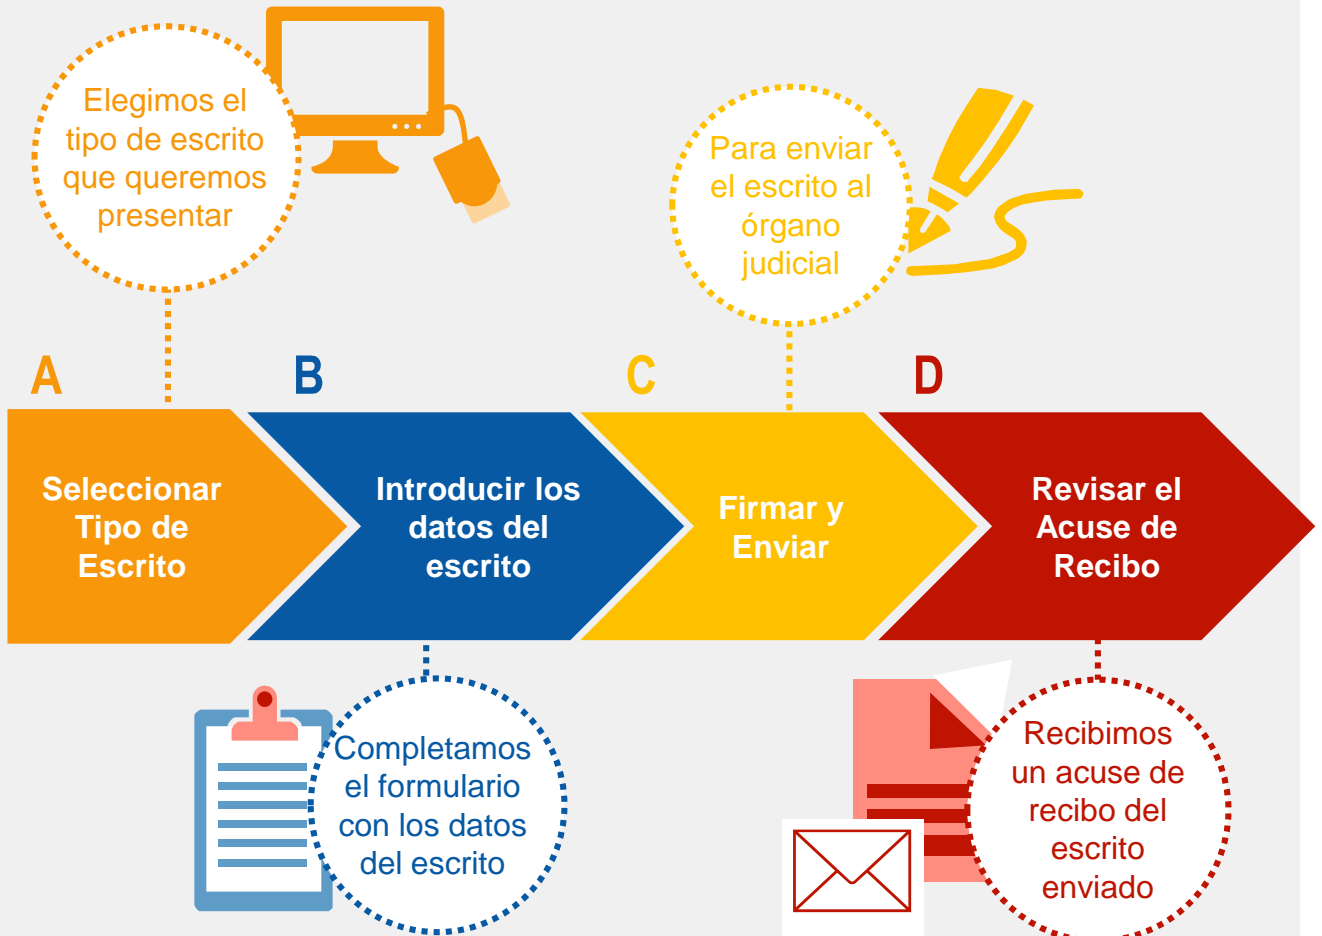 Elegimos el
tipo de escrito
que queremos
presentar
Para enviar
el escrito al
órgano
judicial
A
B
C
D
Seleccionar
Tipo de
Escrito
Introducir los
datos del
escrito
Firmar y
Enviar
Revisar el
Acuse de
Recibo
Completamos
el formulario
con los datos
del escrito
Recibimos
un acuse de
recibo del
escrito
enviado